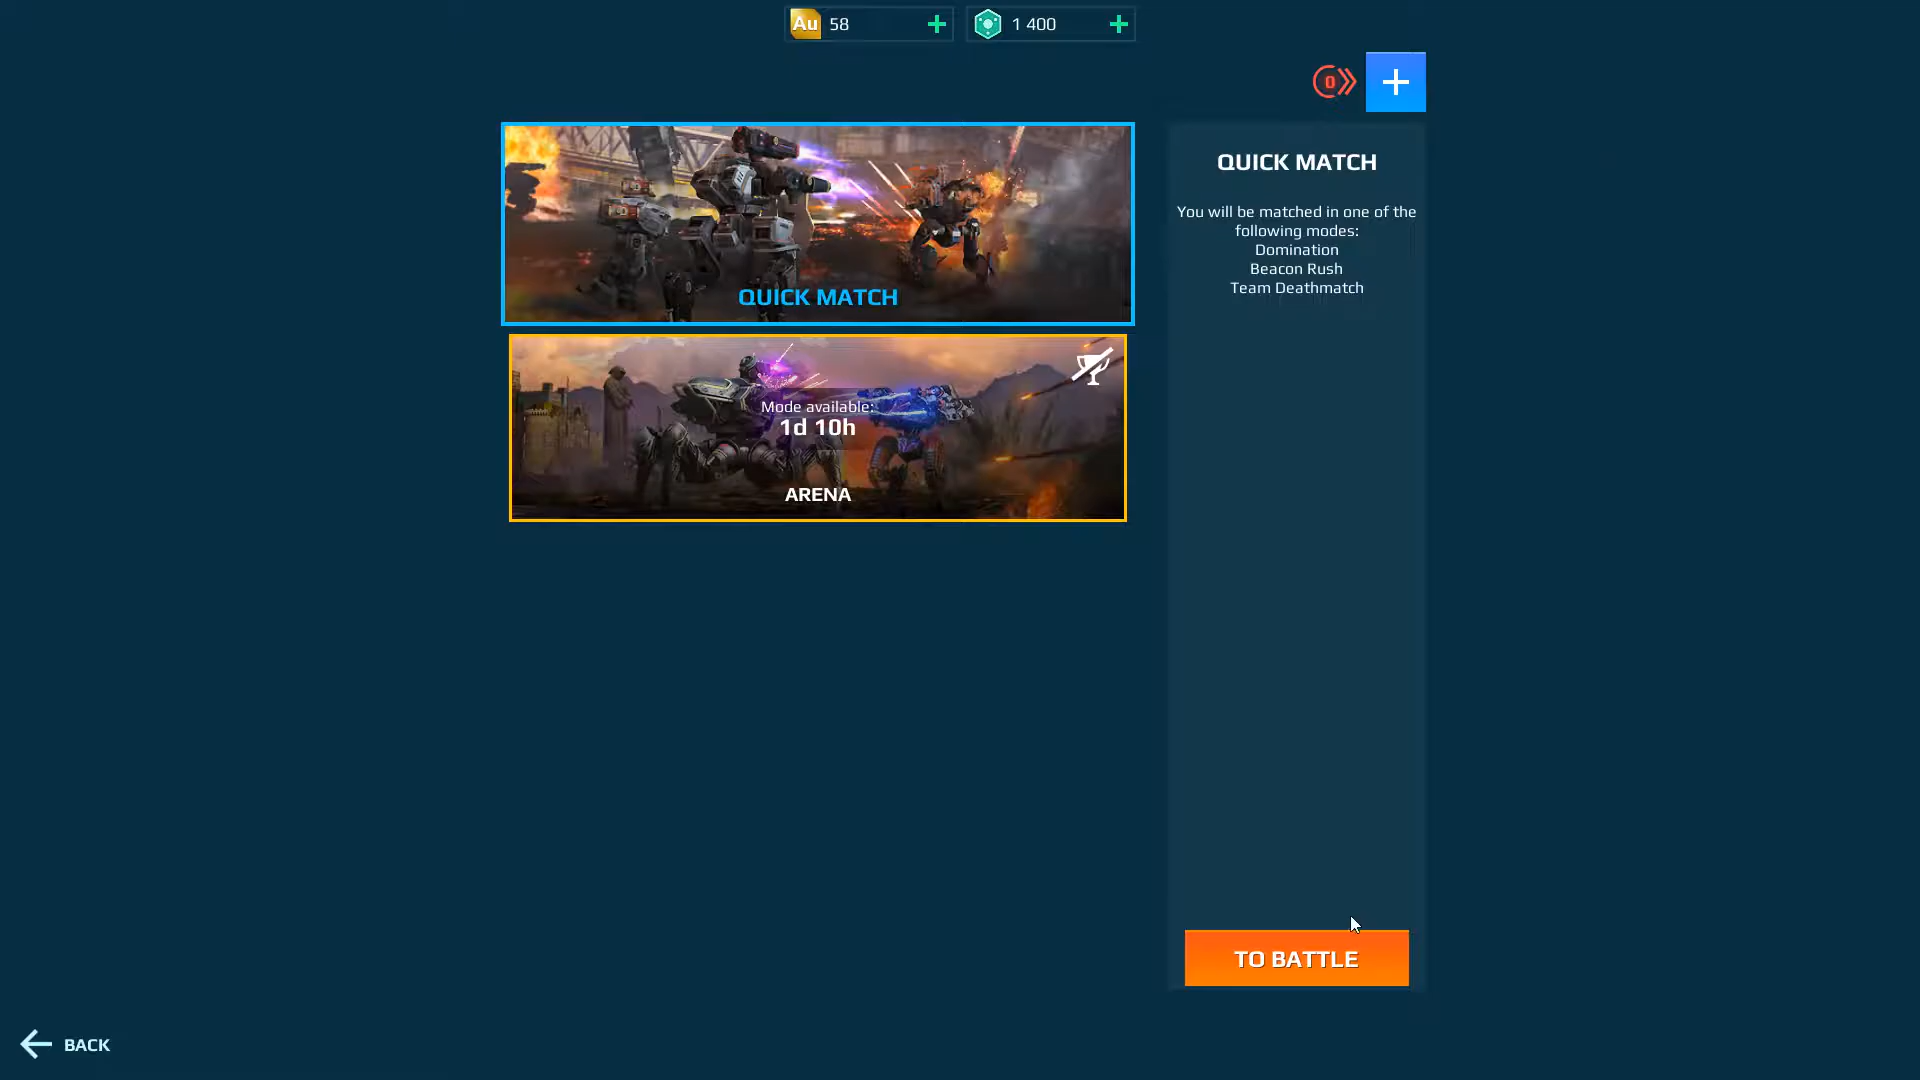 Au 58
1 400
0
QUICK MATCH
QUICK MATCH
You will be matched in one of the
following modes:
Domination
Beacon Rush
Team Deathmatch
Mode available:
1d 10h
ARENA
TO BATTLE
BACK